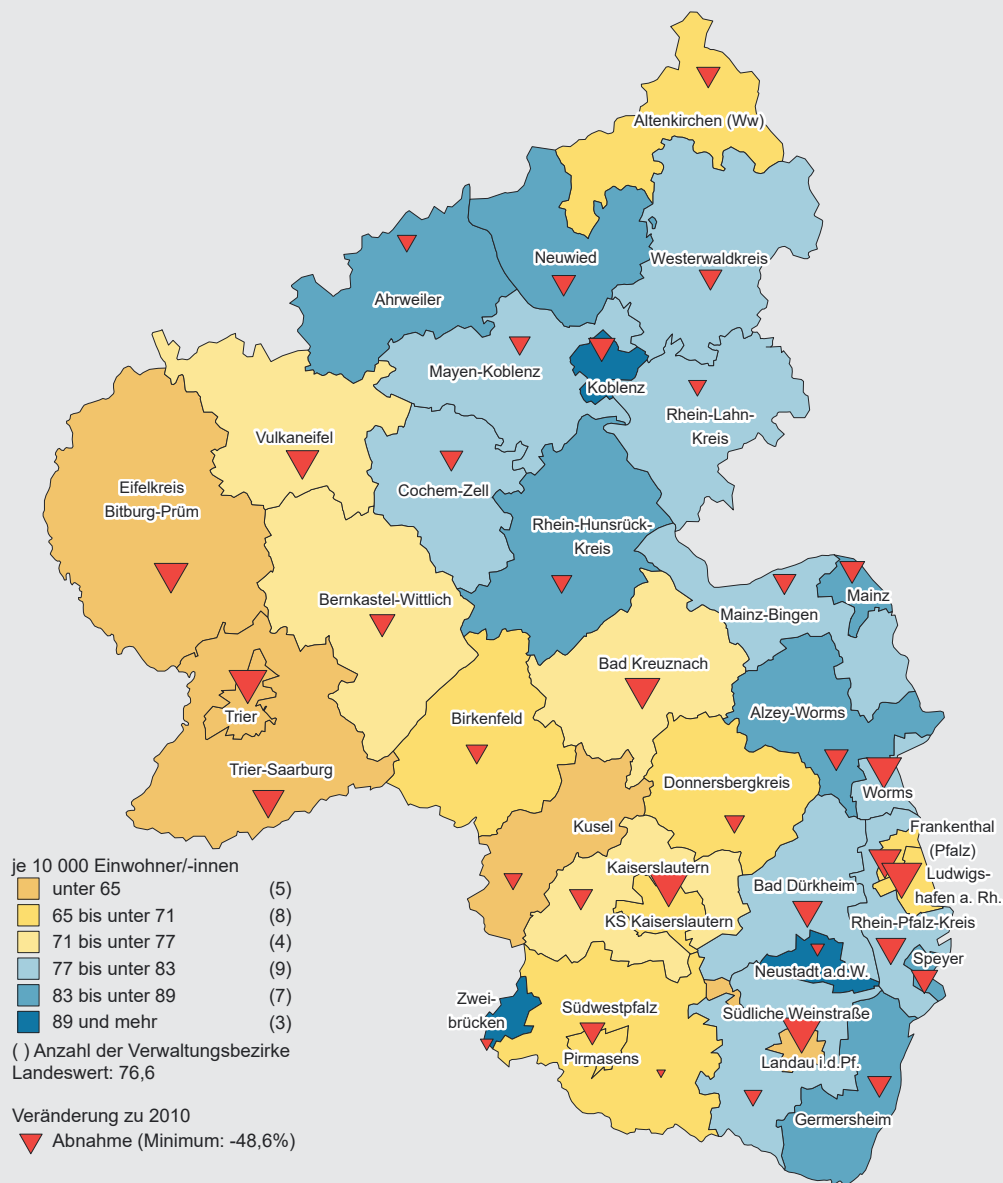 Altenkirchen (Ww)
Neuwied
Westerwaldkreis
Ahrweiler
Mayen-Koblenz
Koblenz
Rhein-Lahn-
Kreis
Vulkaneifel
Cochem-Zell
Eifelkreis
Bitburg-Prüm
Rhein-Hunsrück-
Kreis
Bernkastel-Wittlich
Mainz-Bingen
Mainz
Bad Kreuznach
Alzey-Worms
Trier
Birkenfeld
Trier-Saarburg
Donnersbergkreis
Worms
Kusel
Frankenthal
(Pfalz)
Ludwigs-
hafen a. Rh.
Kaiserslautern
Bad Dürkheim
KS Kaiserslautern
Rhein-Pfalz-Kreis
Speyer
Neustadt a.d.W.
Zwei-
brücken
Südwestpfalz
Südliche Weinstraße
Pirmasens
Landau i.d.Pf.
Germersheim
je 10 000 Einwohner/-innen
unter 65 (5)
65 bis unter 71 (8)
71 bis unter 77 (4)
77 bis unter 83 (9)
83 bis unter 89 (7)
89 und mehr (3)
( ) Anzahl der Verwaltungsbezirke
Landeswert: 76,6
Veränderung zu 2010
Abnahme (Minimum: -48,6%)